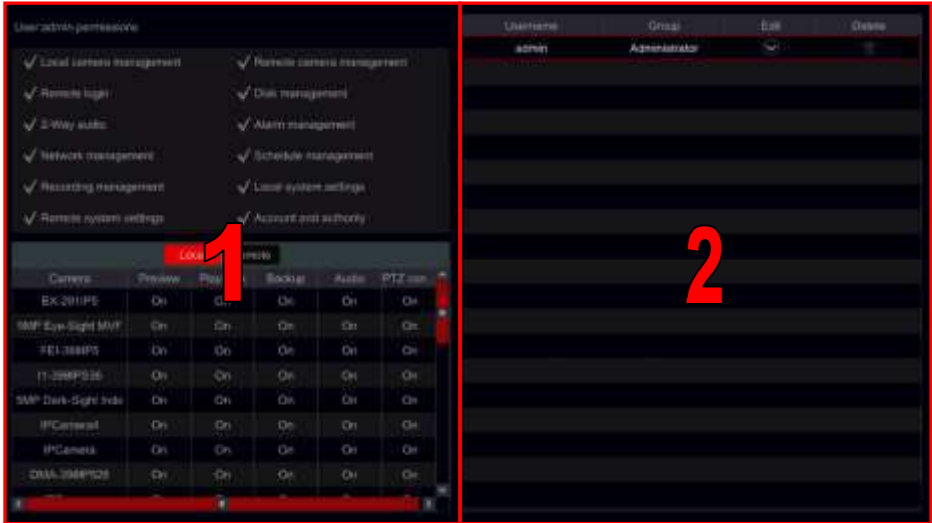 User:admin permissions
Local camera management Remote camera management
Remote login Disk management
2-Way audio Alarm management
Network management Schedule management
Recording management Local system settings
Remote system settings Account and authority
1
Camera Preview Backup Audio PTZ con
EX-291IP5 On On On On On
5MP Eye-Sight MVF On On On On On
On On On On On
On On On On On
5MP Dark-Sight Indo On On On On On
On On On On On
IPCamera On On On On On
On On On On On
Username Group Edit Delete
admin Administrator
2